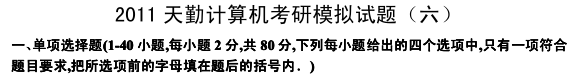 2011 天勤计算机考研模拟试题（六）
一、单项选择题(1-40 小题,每小题 2 分,共 80 分,下列每小题给出的四个选项中,只有一项符合
题目要求,把所选项前的字母填在题后的括号内．)